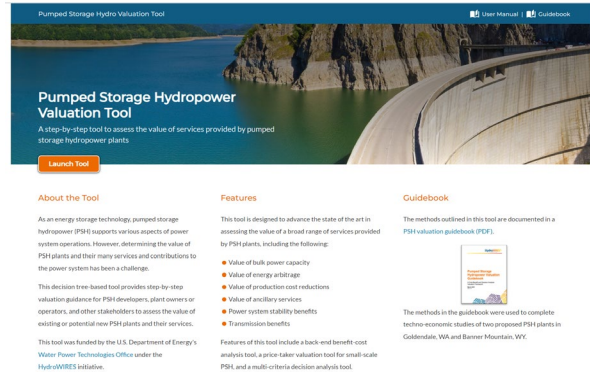 Pumped Storage Hydro Valuation Tool
User Manual | Guidebook
Pumped Storage Hydropower
Valuation Tool
A step-by-step tool to assess the value of services provided by pumped
storage hydropower plants
Launch Tool
About the Tool
As an energy storage technology, pumped storage
hydropower (PSH) supports various aspects of power
system operations. However, determining the value of
PSH plants and their many services and contributions to
the power system has been a challenge.
This decision tree-based tool provides step-by-step
valuation guidance for PSH developers, plant owners or
operators, and other stakeholders to assess the value of
existing or potential new PSH plants and their services.
This tool was funded by the U.S. Department of Energy's
Water Power Technologies Office under the
HydroWIRES initiative.
Features
This tool is designed to advance the state of the art in
assessing the value of a broad range of services provided
by PSH plants, including the following:
Value of bulk power capacity
Value of energy arbitrage
Value of production cost reductions
Value of ancillary services
Power system stability benefits
Transmission benefits
Features of this tool include a back-end benefit-cost
analysis tool, a price-taker valuation tool for small-scale
PSH, and a multi-criteria decision analysis tool.
Guidebook
The methods outlined in this tool are documented in a
PSH valuation guidebook (PDF).
Pumped Storage
Hydropower Valuation
Guidebook
The methods in the guidebook were used to complete
techno-economic studies of two proposed PSH plants in
Goldendale, WA and Banner Mountain, WY.